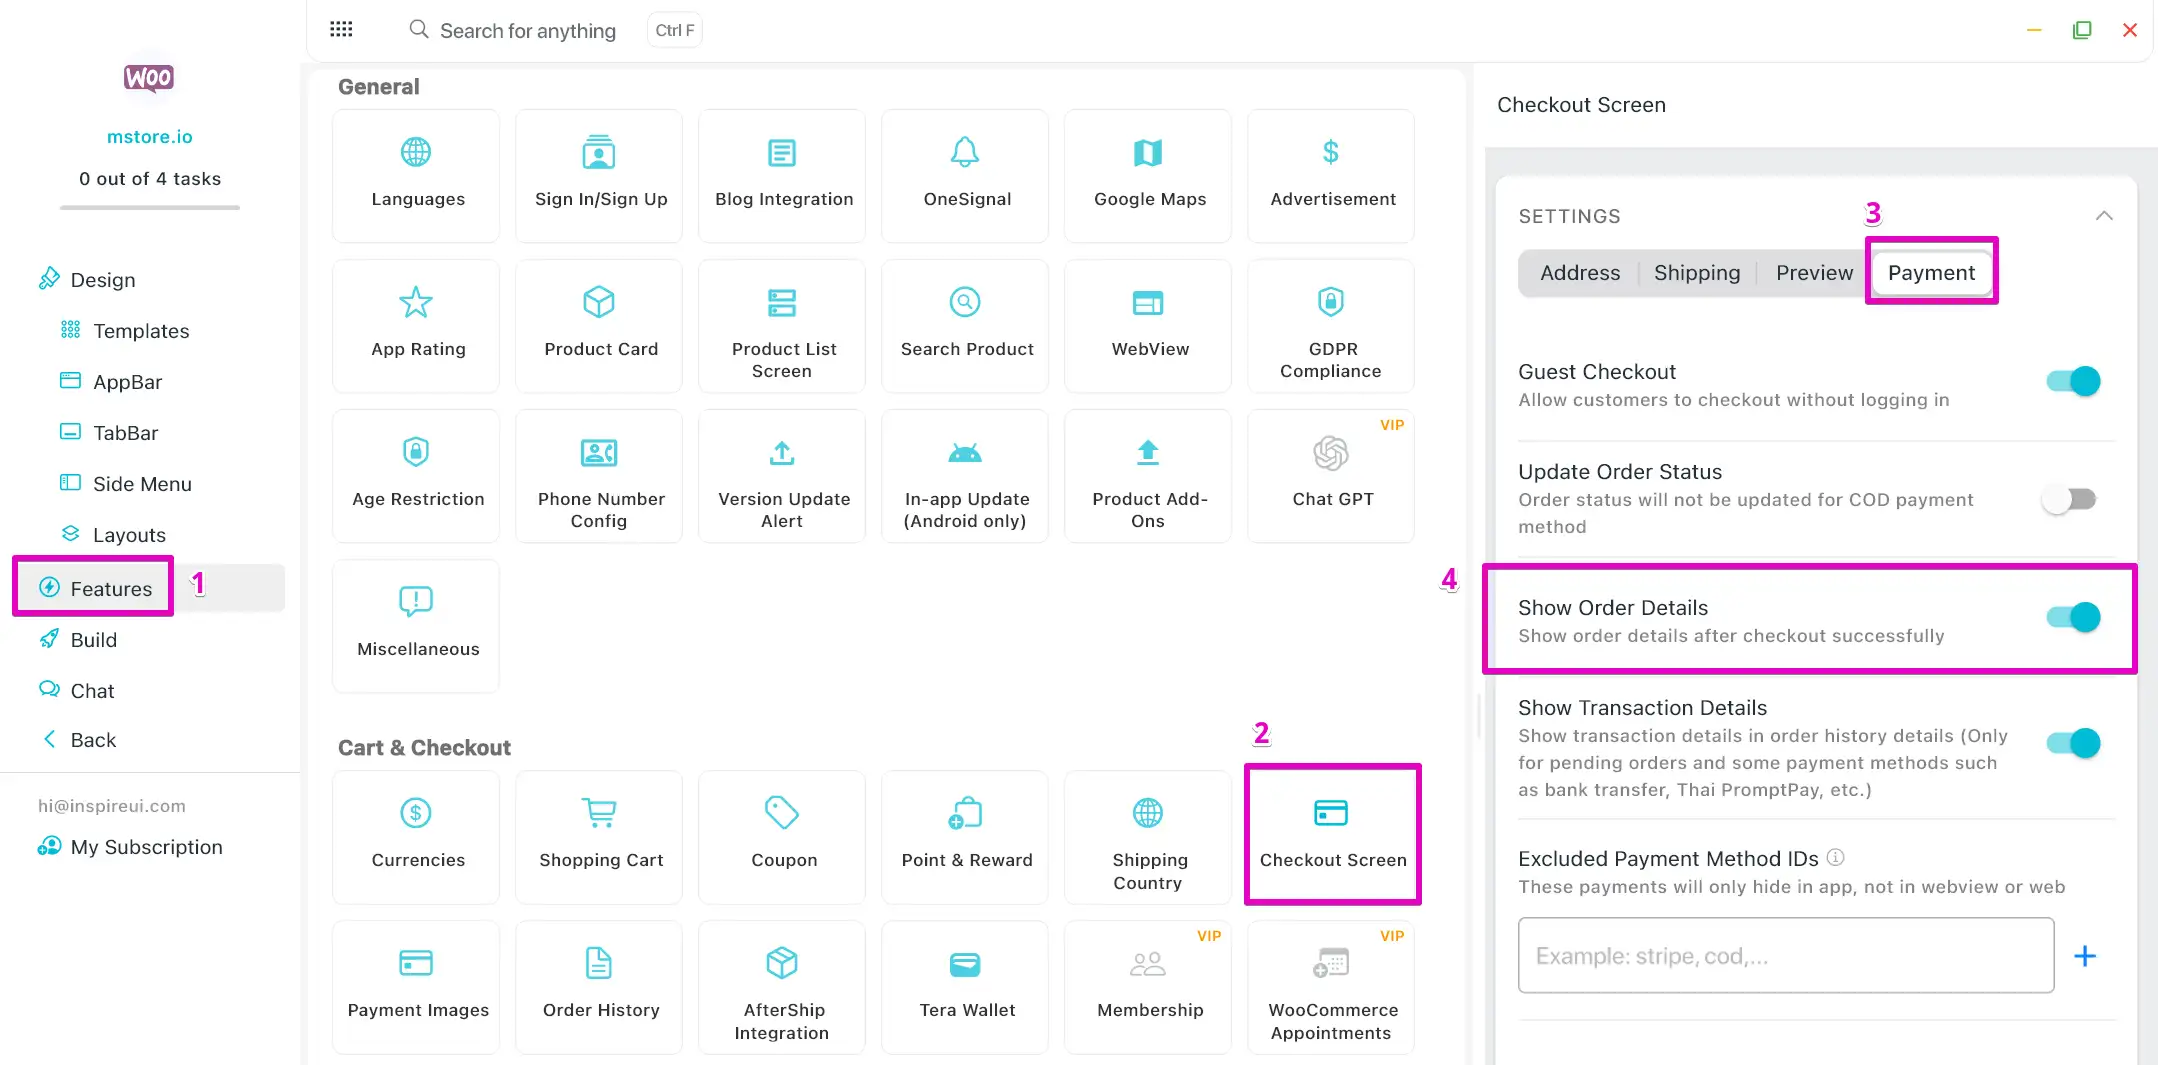 Search for anything
Ctrl F
WOO
mstore.io
0 out of 4 tasks
Design
Templates
AppBar
TabBar
Side Menu
Layouts
Features
1
Build
Chat
Back
hi@inspireui.com
My Subscription
General
Languages
Sign In/Sign Up
Blog Integration
OneSignal
Google Maps
Advertisement
App Rating
Product Card
Product List
Screen
Search Product
WebView
GDPR
Compliance
Age Restriction
Phone Number
Config
Version Update
Alert
In-app Update
(Android only)
Product Add-
Ons
VIP
Chat GPT
Miscellaneous
Cart & Checkout
2
Currencies
Shopping Cart
Coupon
Point & Reward
Shipping
Country
Checkout Screen
Payment Images
Order History
AfterShip
Integration
Tera Wallet
VIP
Membership
VIP
WooCommerce
Appointments
Checkout Screen
SETTINGS
3
Address
Shipping
Preview
Payment
Guest Checkout
Allow customers to checkout without logging in
Update Order Status
Order status will not be updated for COD payment
method
4
Show Order Details
Show order details after checkout successfully
Show Transaction Details
Show transaction details in order history details (Only
for pending orders and some payment methods such
as bank transfer, Thai PromptPay, etc.)
Excluded Payment Method IDs
These payments will only hide in app, not in webview or web
Example: stripe, cod,...